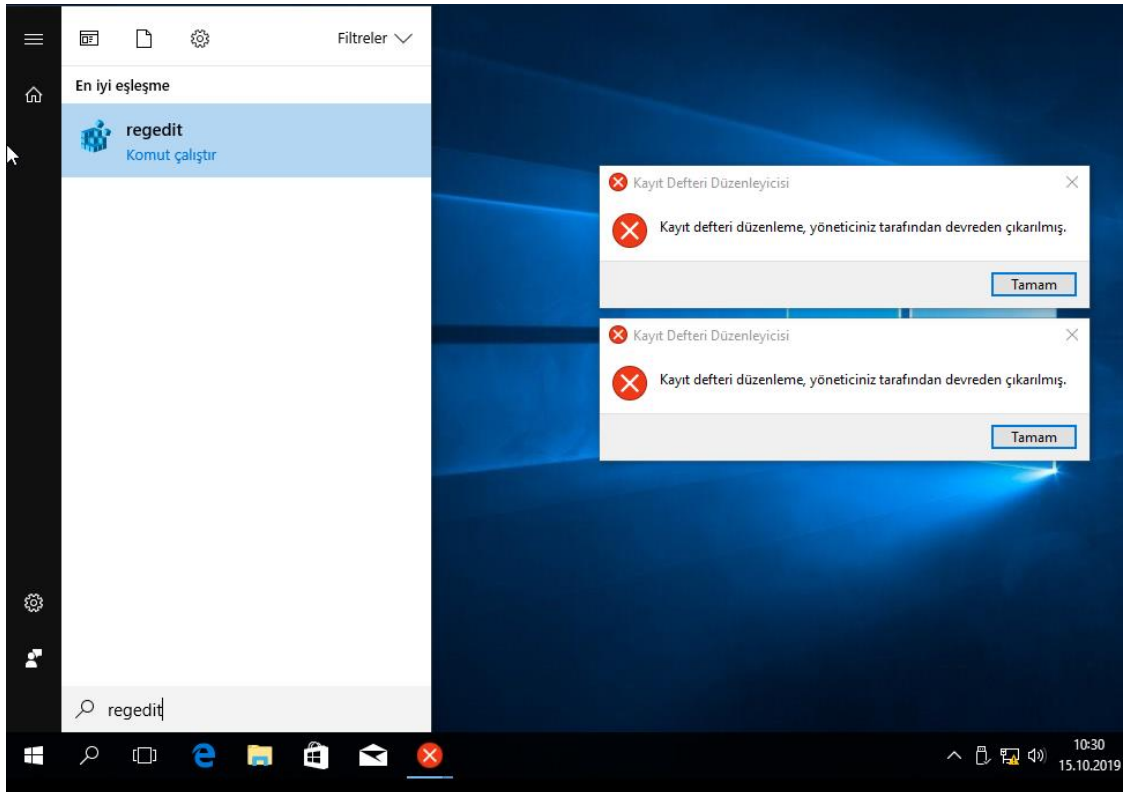 Filtreler
En iyi eşleşme
regedit
Komut çalıştır
Kayıt Defteri Düzenleyicisi
Kayıt defteri düzenleme, yöneticiniz tarafından devreden çıkarılmış.
Tamam
Kayıt Defteri Düzenleyicisi
Kayıt defteri düzenleme, yöneticiniz tarafından devreden çıkarılmış.
Tamam
regedit
10:30
15.10.2019